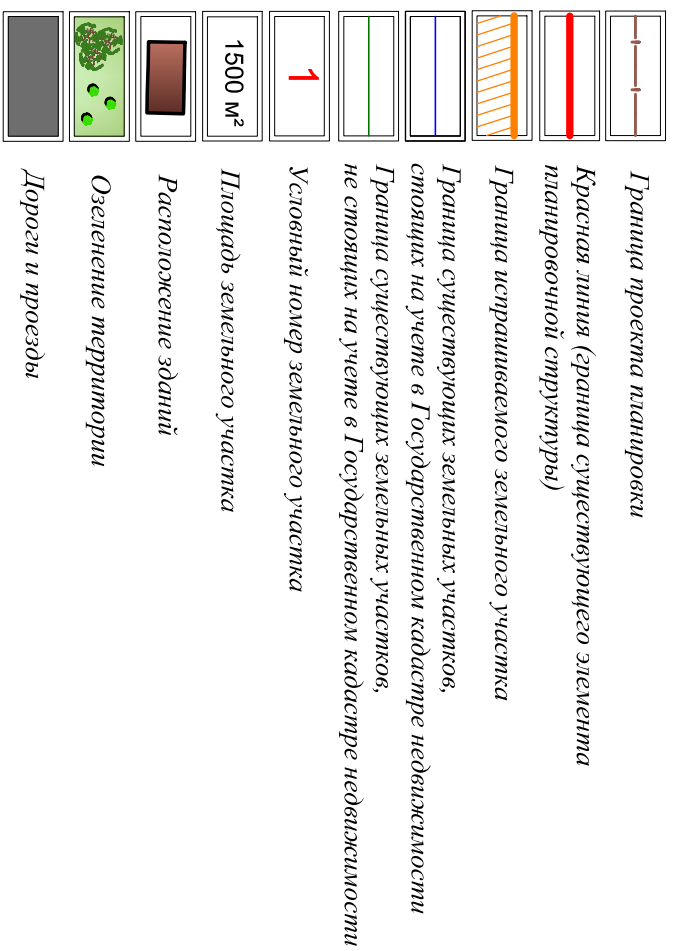 Граница проекта планировки
Красная линия (граница существующего элемента
планировочной структуры)
Граница испрашиваемого земельного участка
Граница существующих земельных участков,
стоящих на учете в Государственном кадастре недвижимости
Граница существующих земельных участков,
не стоящих на учете в Государственном кадастре недвижимости
1
Условный номер земельного участка
1500 м²
Площадь земельного участка
Расположение зданий
Озеленение территории
Дороги и проезды